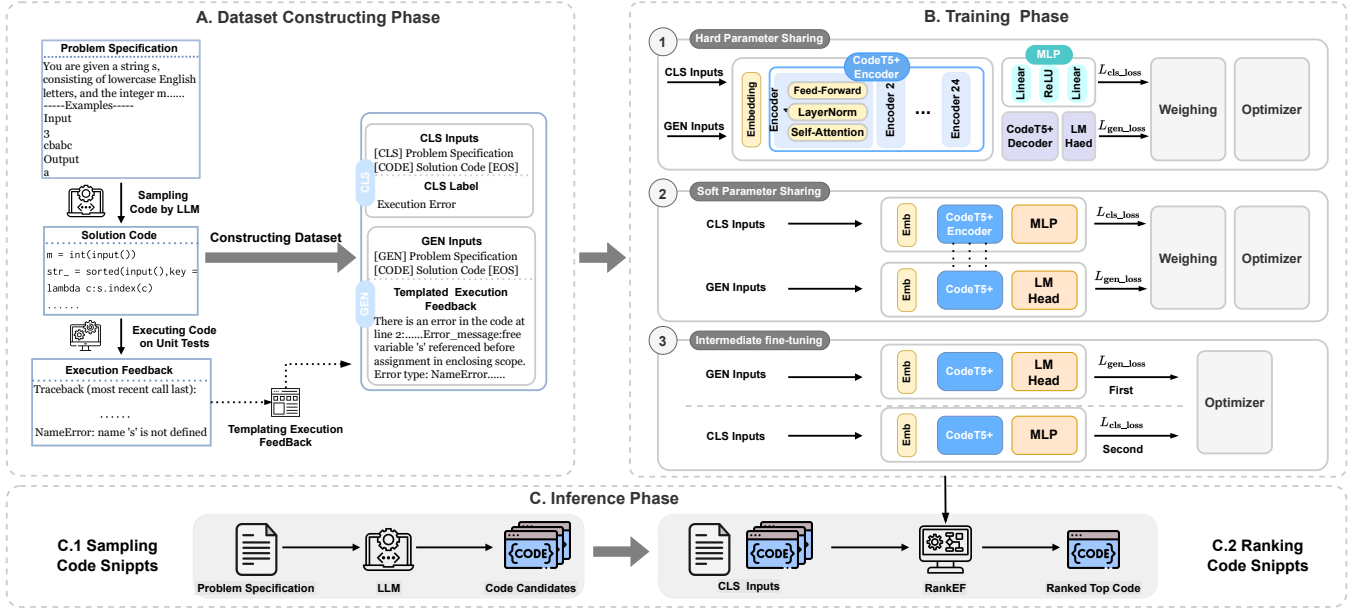 A. Dataset Constructing Phase
Problem Specification
You are given a string s,
consisting of lowercase English
letters, and the integer m......
-----Examples-----
Input
3
cbabc
Output
a
Sampling
Code by LLM
Solution Code
m = int(input())
str_ = sorted(input(),key =
lambda c:s.index(c)
......
Executing Code
on Unit Tests
Execution Feedback
Traceback (most recent call last):
......
NameError: name 's' is not defined
Constructing Dataset
Templating Execution
FeedBack
CLS
CLS Inputs
[CLS] Problem Specification
[CODE] Solution Code [EOS]
CLS Label
Execution Error
GEN
GEN Inputs
[GEN] Problem Specification
[CODE] Solution Code [EOS]
Templated Execution
Feedback
There is an error in the code at
line 2:......Error_message:free
variable 's' referenced before
assignment in enclosing scope.
Error type: NameError......
B. Training Phase
1
Hard Parameter Sharing
CLS Inputs
GEN Inputs
Embedding
CodeT5+
Encoder
Encoder
Feed-Forward
LayerNorm
Self-Attention
Encoder 2
...
Encoder 24
MLP
Linear
ReLU
Linear
CodeT5+
Decoder
LM
Haed
L_cls_loss
L_gen_loss
Weighing
Optimizer
2
Soft Parameter Sharing
CLS Inputs
Emb
CodeT5+
Encoder
MLP
L_cls_loss
GEN Inputs
Emb
CodeT5+
LM
Head
L_gen_loss
Weighing
Optimizer
3
Intermediate fine-tuning
GEN Inputs
Emb
CodeT5+
LM
Head
L_gen_loss
First
CLS Inputs
Emb
CodeT5+
MLP
L_cls_loss
Second
Optimizer
C. Inference Phase
C.1 Sampling
Code Snippts
Problem Specification
LLM
{CODE}
Code Candidates
{CODE}
CLS Inputs
RankEF
{CODE}
Ranked Top Code
C.2 Ranking
Code Snippts